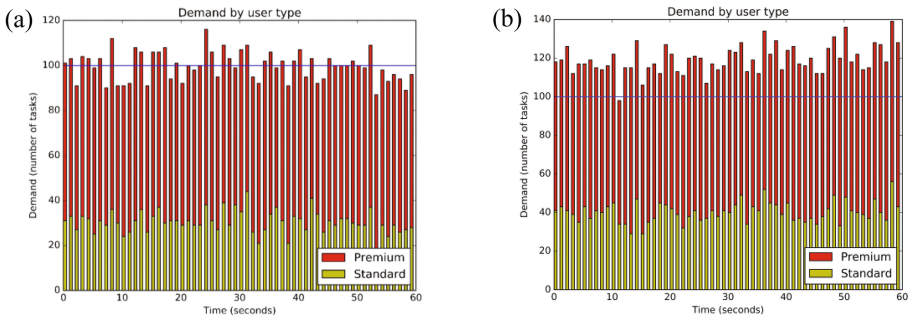 (a)
Demand by user type
120
100
80
60
40
20
0
Demand (number of tasks)
Premium
Standard
0 10 20 30 40 50 60
Time (seconds)
(b)
Demand by user type
140
120
100
80
60
40
20
0
Demand (number of tasks)
Premium
Standard
0 10 20 30 40 50 60
Time (seconds)